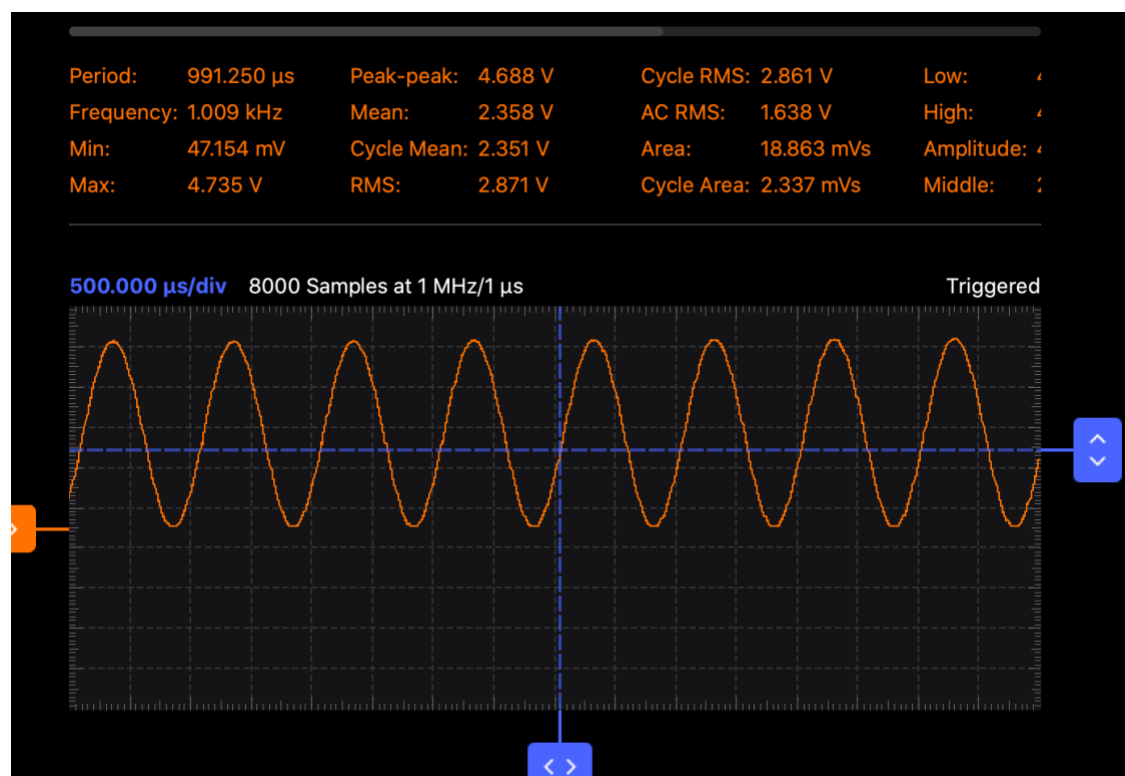 Period: 991.250 µs Peak-peak: 4.688 V Cycle RMS: 2.861 V Low:
Frequency: 1.009 kHz Mean: 2.358 V AC RMS: 1.638 V High:
Min: 47.154 mV Cycle Mean: 2.351 V Area: 18.863 mVs Amplitude:
Max: 4.735 V RMS: 2.871 V Cycle Area: 2.337 mVs Middle:
500.000 µs/div 8000 Samples at 1 MHz/1 µs Triggered